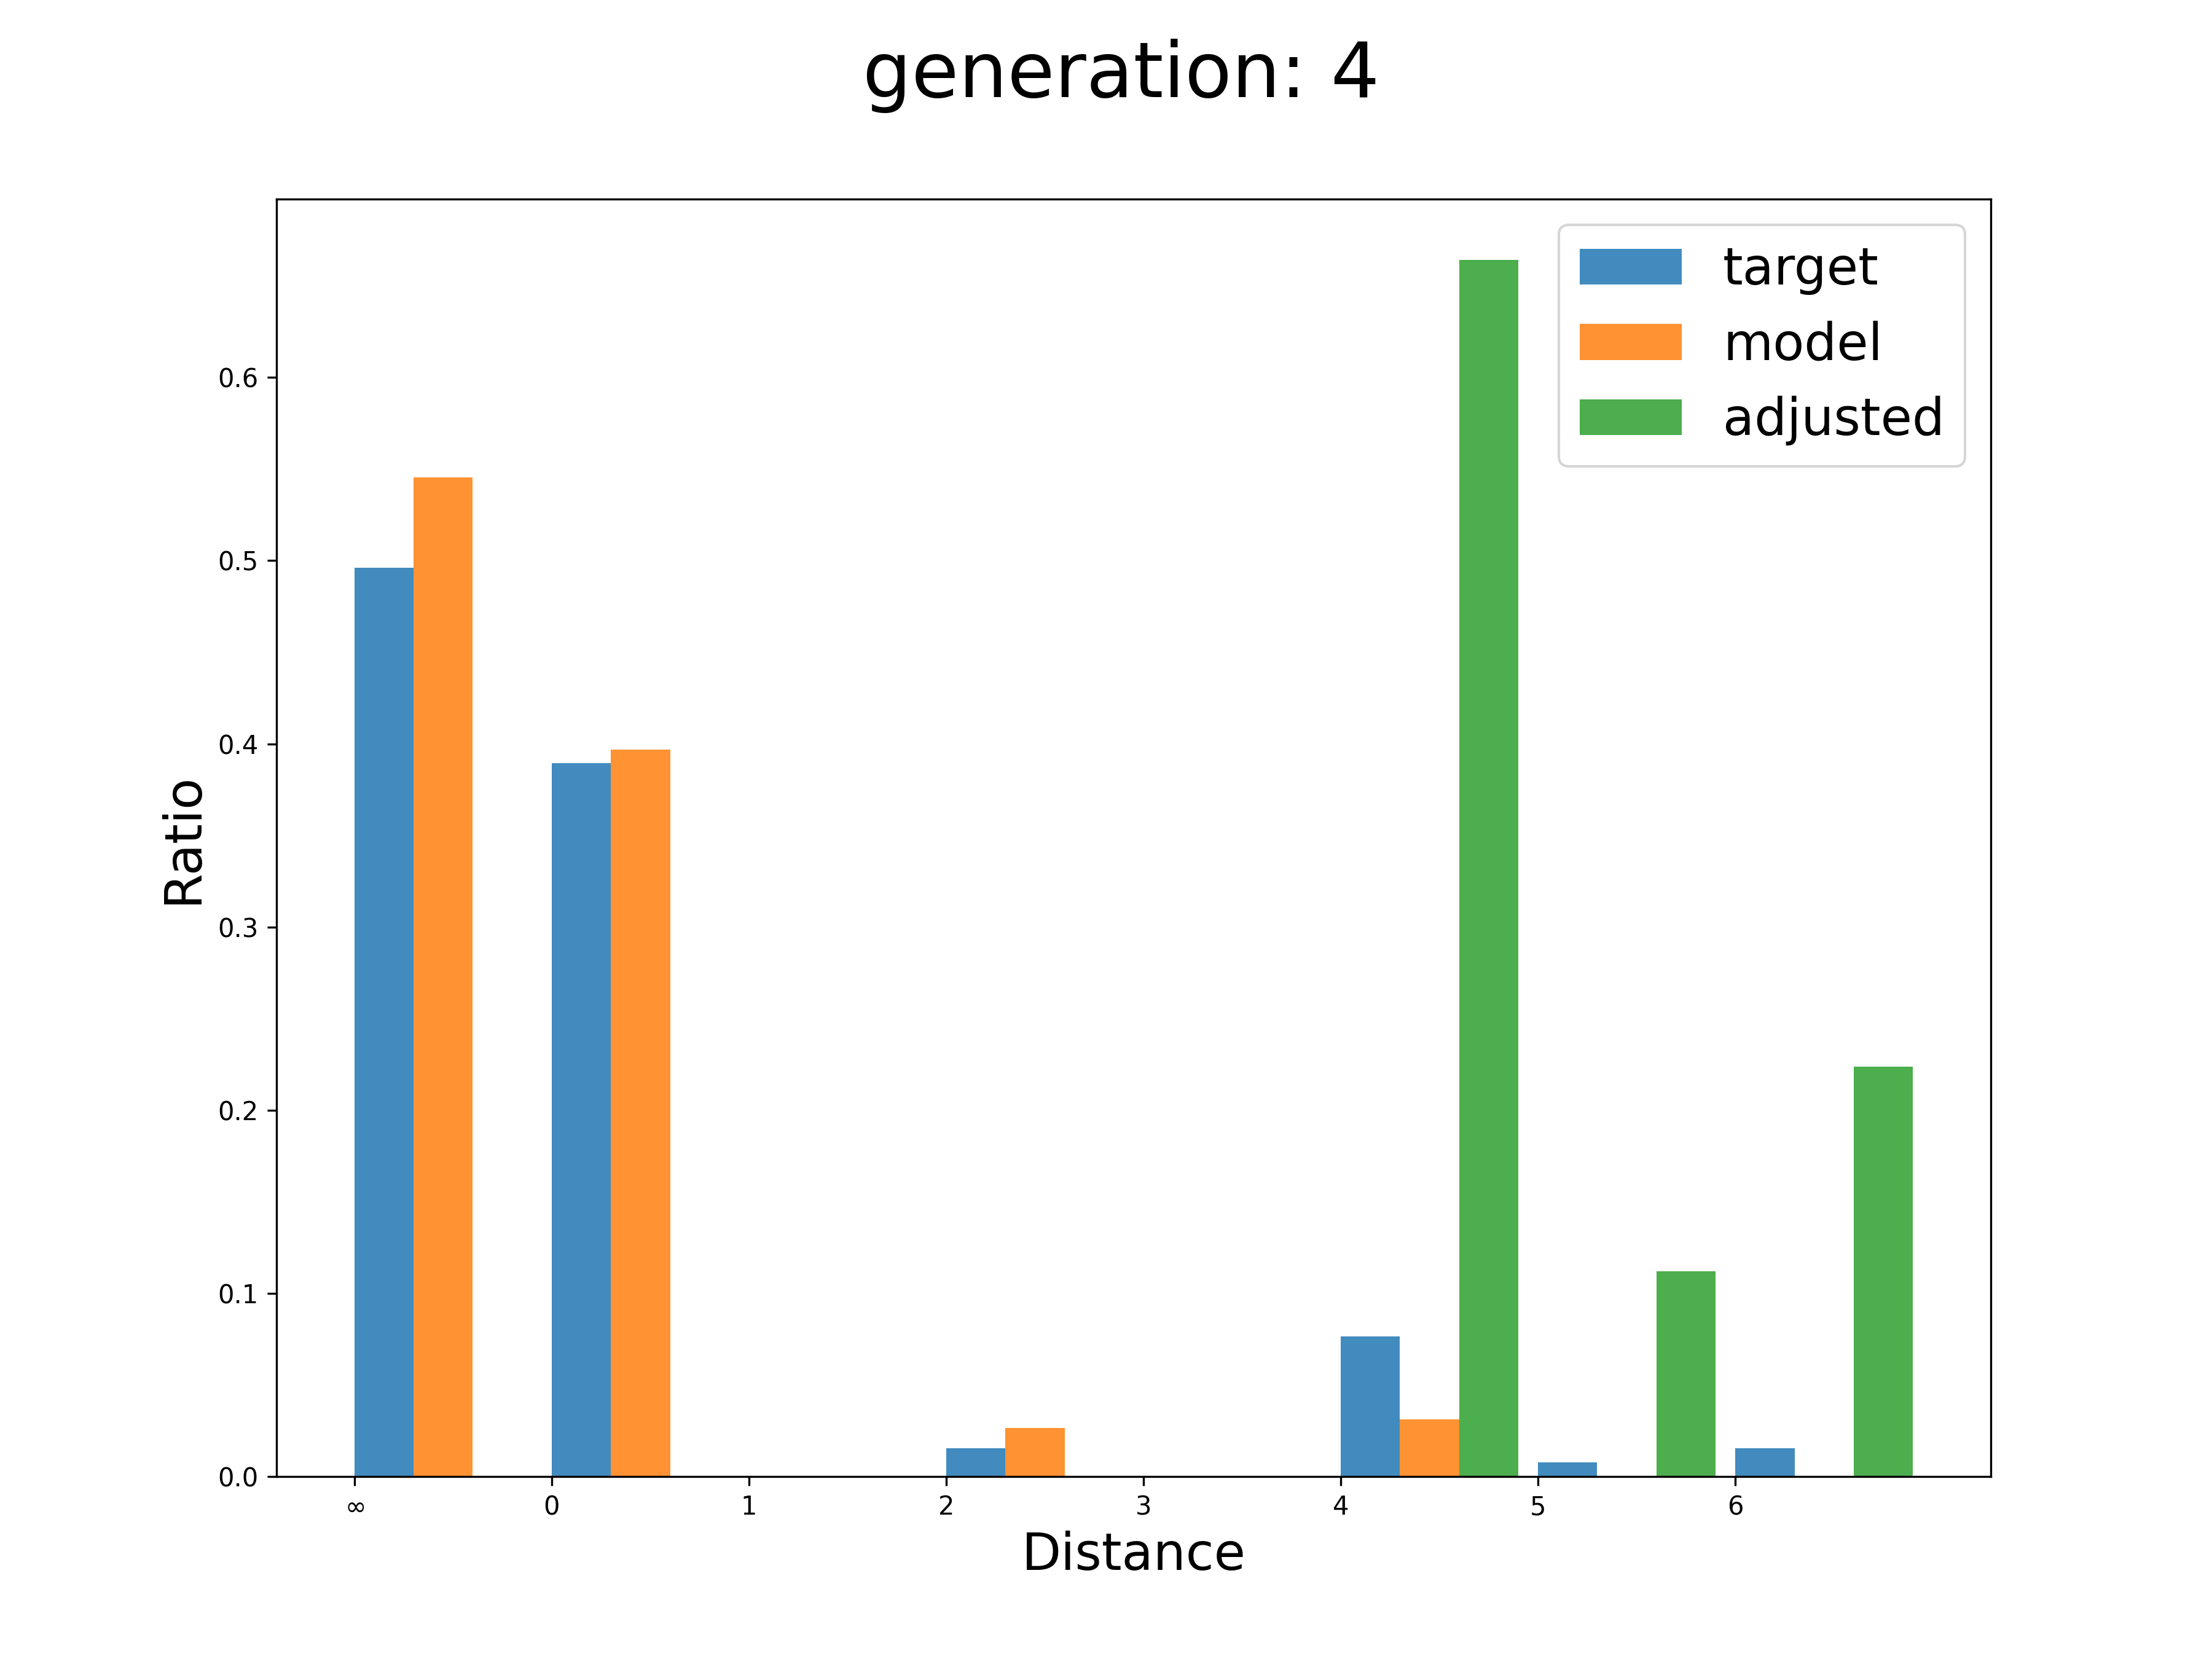 generation: 4
target
model
adjusted
0.6
0.5
0.4
0.3
0.2
0.1
0.0
Ratio
∞ 0 1 2 3 4 5 6
Distance